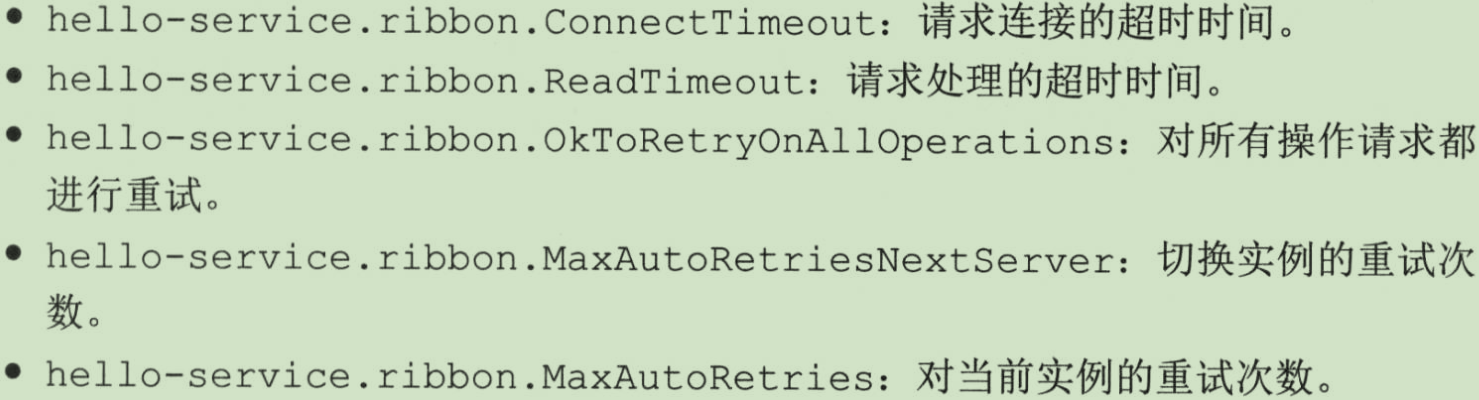 • hello-service.ribbon.ConnectTimeout：请求连接的超时时间。
• hello-service.ribbon.ReadTimeout：请求处理的超时时间。
• hello-service.ribbon.OkToRetryOnAllOperations：对所有操作请求都
进行重试。
• hello-service.ribbon.MaxAutoRetriesNextServer：切换实例的重试次
数。
• hello-service.ribbon.MaxAutoRetries：对当前实例的重试次数。